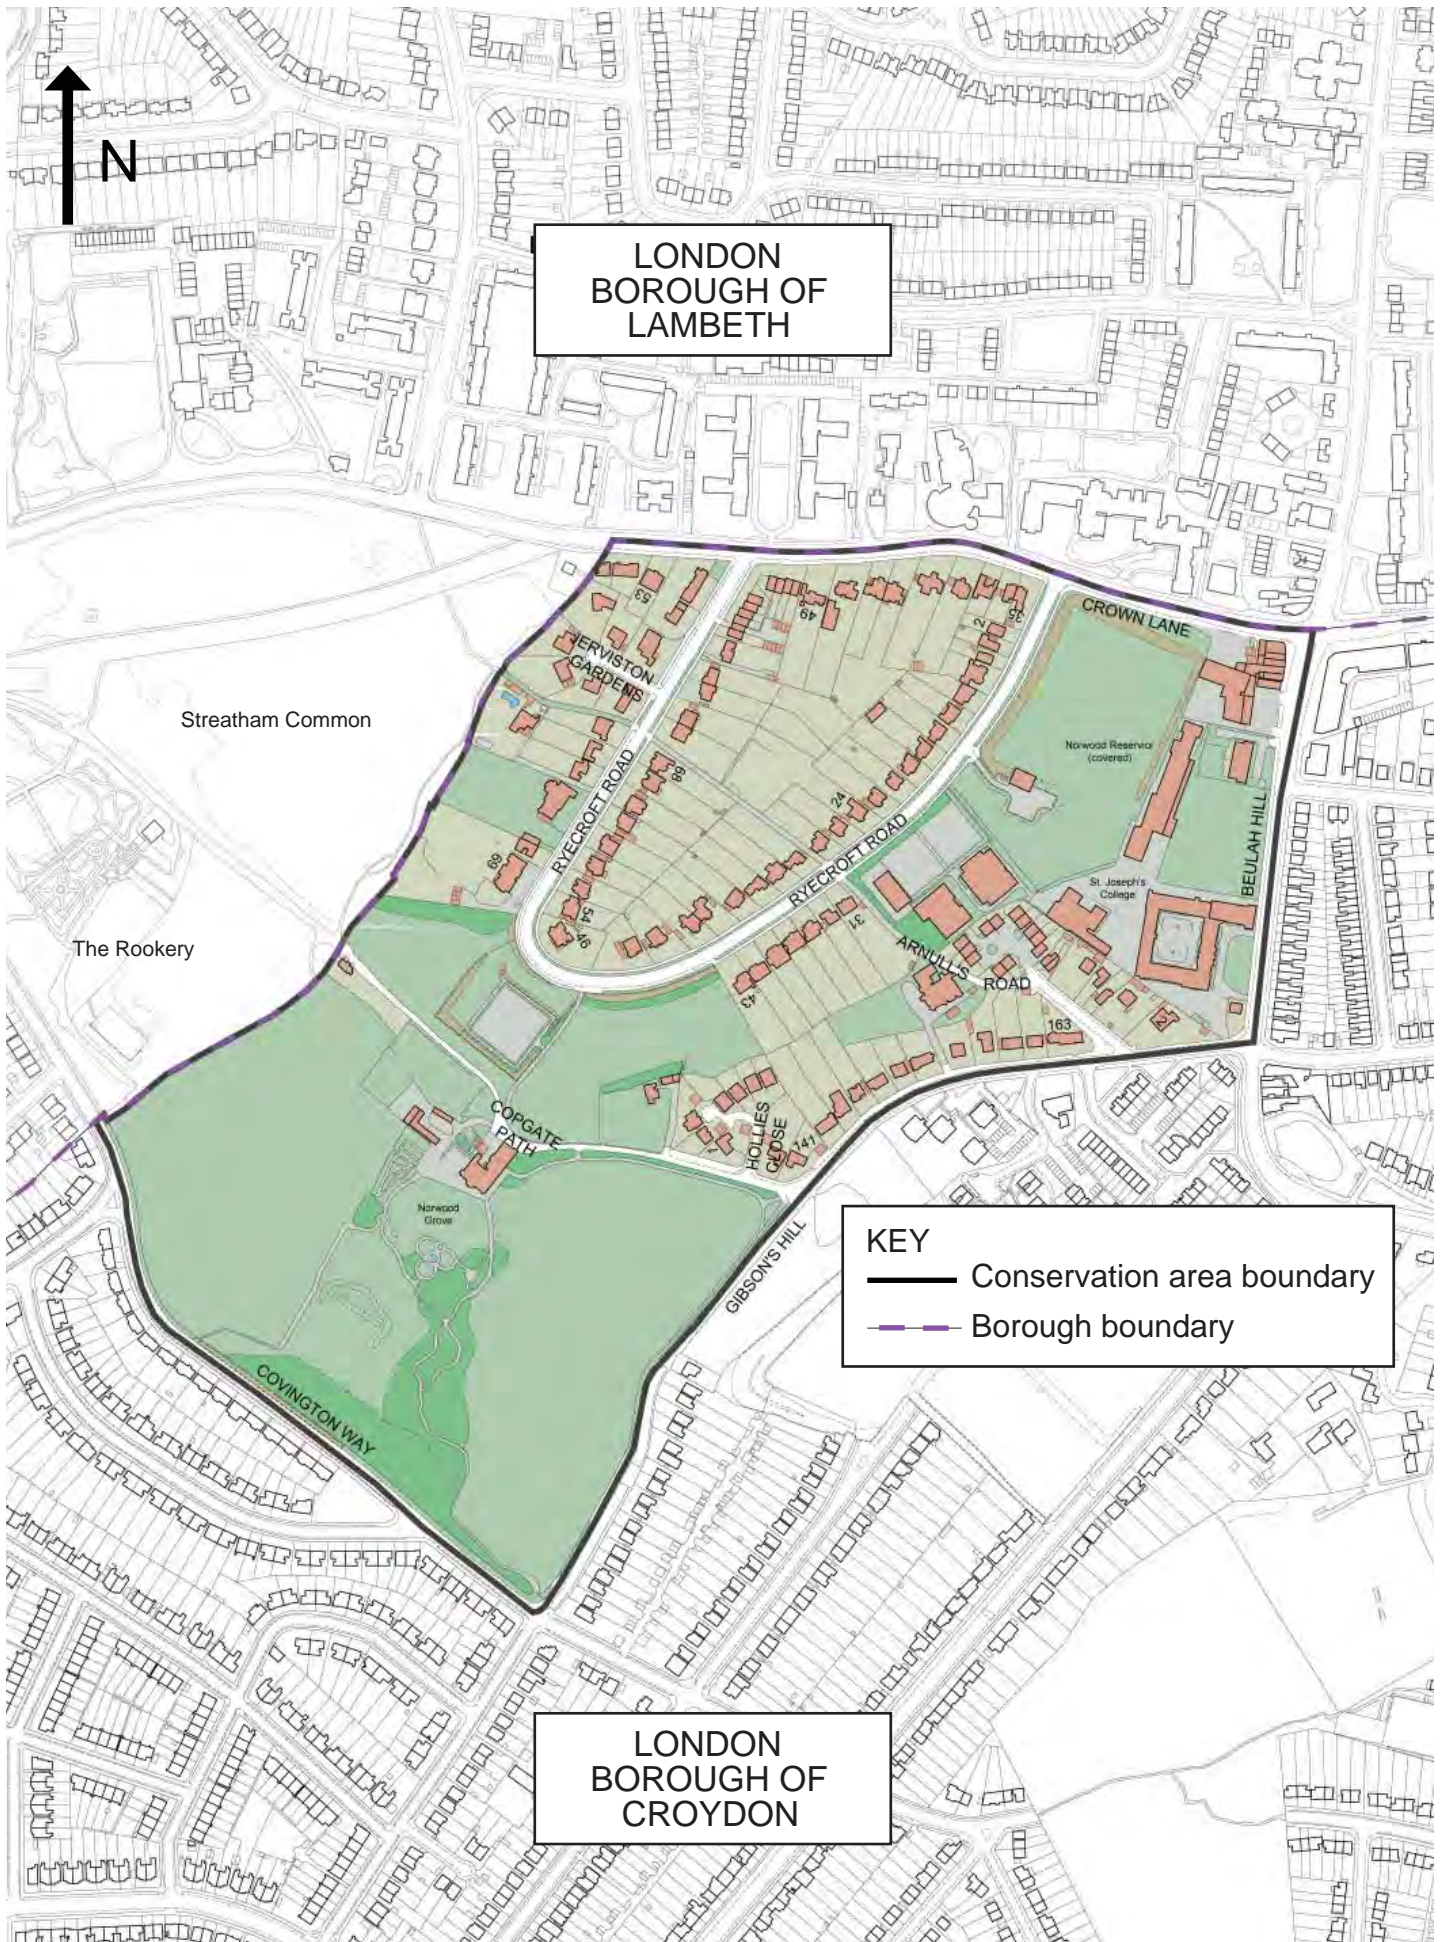 N
LONDON
BOROUGH OF
LAMBETH
53
49
35
2
CROWN LANE
JERVISTON
GARDENS
Streatham Common
Norwood Reservoir
(covered)
RYECROFT ROAD
68
24
RYECROFT ROAD
BEULAH HILL
69
St. Joseph's
College
54
46
31
The Rookery
ARNULL'S
ROAD
43
163
2
COPGATE
PATH
HOLLIES
CLOSE
1
141
Norwood
Grove
GIBSON'S HILL
KEY
Conservation area boundary
Borough boundary
COVINGTON WAY
LONDON
BOROUGH OF
CROYDON